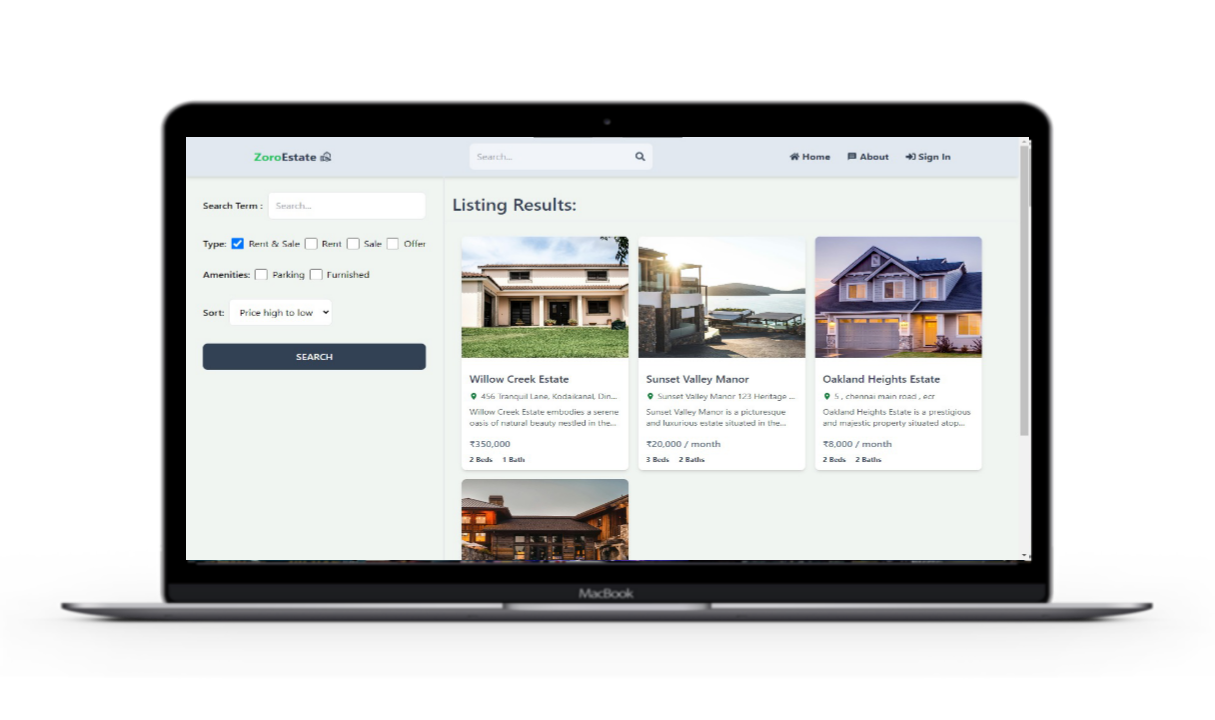 ZoroEstate
Search...
Home
About
Sign In
Search Term :
Search...
Type: Rent & Sale Rent Sale Offer
Amenities: Parking Furnished
Sort: Price high to low
SEARCH
Listing Results:
Willow Creek Estate
456 Tranquil Lane, Kodaikanal, Din...
Willow Creek Estate embodies a serene
oasis of natural beauty nestled in the...
₹350,000
2 Beds 1 Bath
Sunset Valley Manor
Sunset Valley Manor 123 Heritage ...
Sunset Valley Manor is a picturesque
and luxurious estate situated in the...
₹20,000 / month
3 Beds 2 Baths
Oakland Heights Estate
5 , chennai main road , ecr
Oakland Heights Estate is a prestigious
and majestic property situated atop...
₹8,000 / month
2 Beds 2 Baths
MacBook